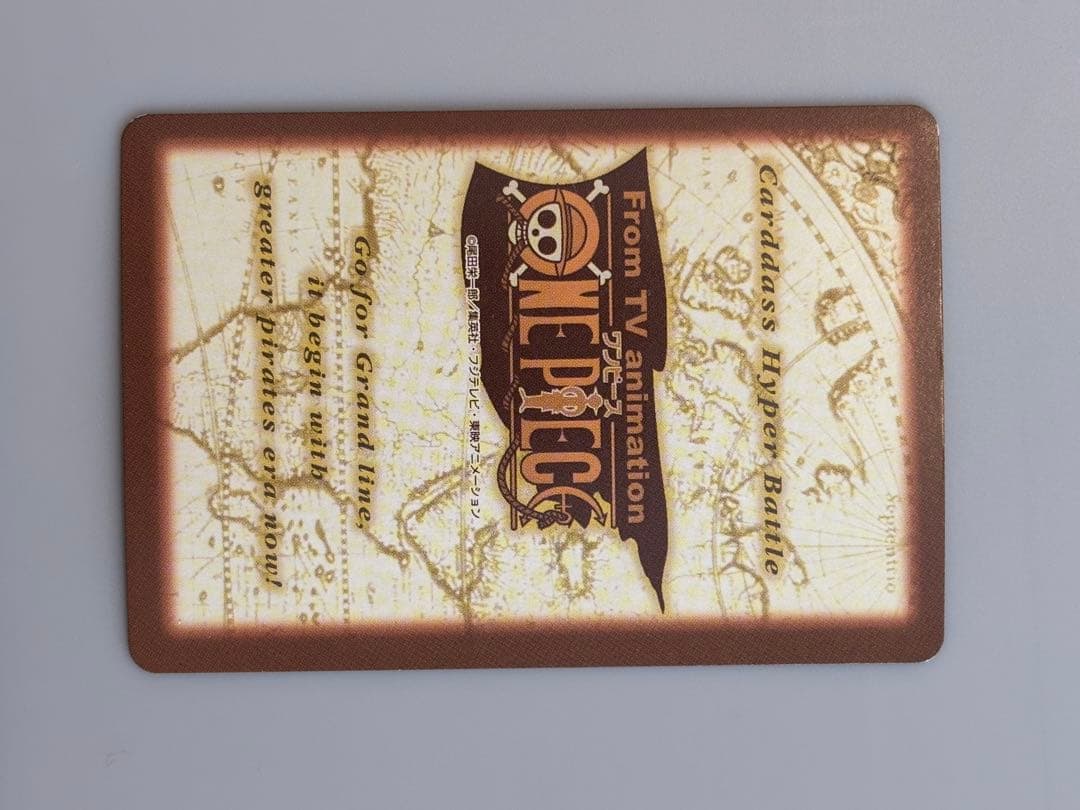 Carddass Hyper Battle
From TV animation
ワンピース
ONE PIECE
©尾田栄一郎／集英社・フジテレビ・東映アニメーション
Go for Grand line,
it begin with
greater pirates era now!